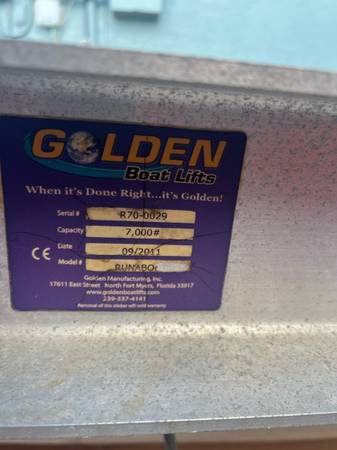 GOLDEN
Boat Lifts
When it's Done Right...it's Golden!
Serial # R70-0029
Capacity 7,000#
Date 09/2011
CE Model #
Golden Manufacturing, Inc.
17611 East Street North Fort Myers, Florida 33917
www.goldenboatlifts.com
239-337-4141
Removal of this sticker will void warranty